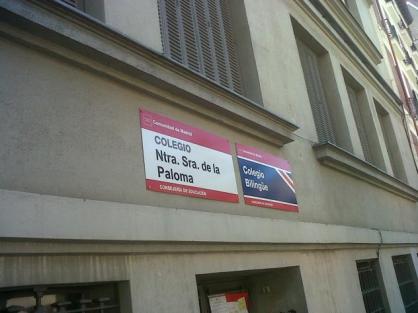 Comunidad de Madrid
COLEGIO
Ntra. Sra. de la
Paloma
CONSEJERÍA DE EDUCACIÓN
Colegio
Bilingüe